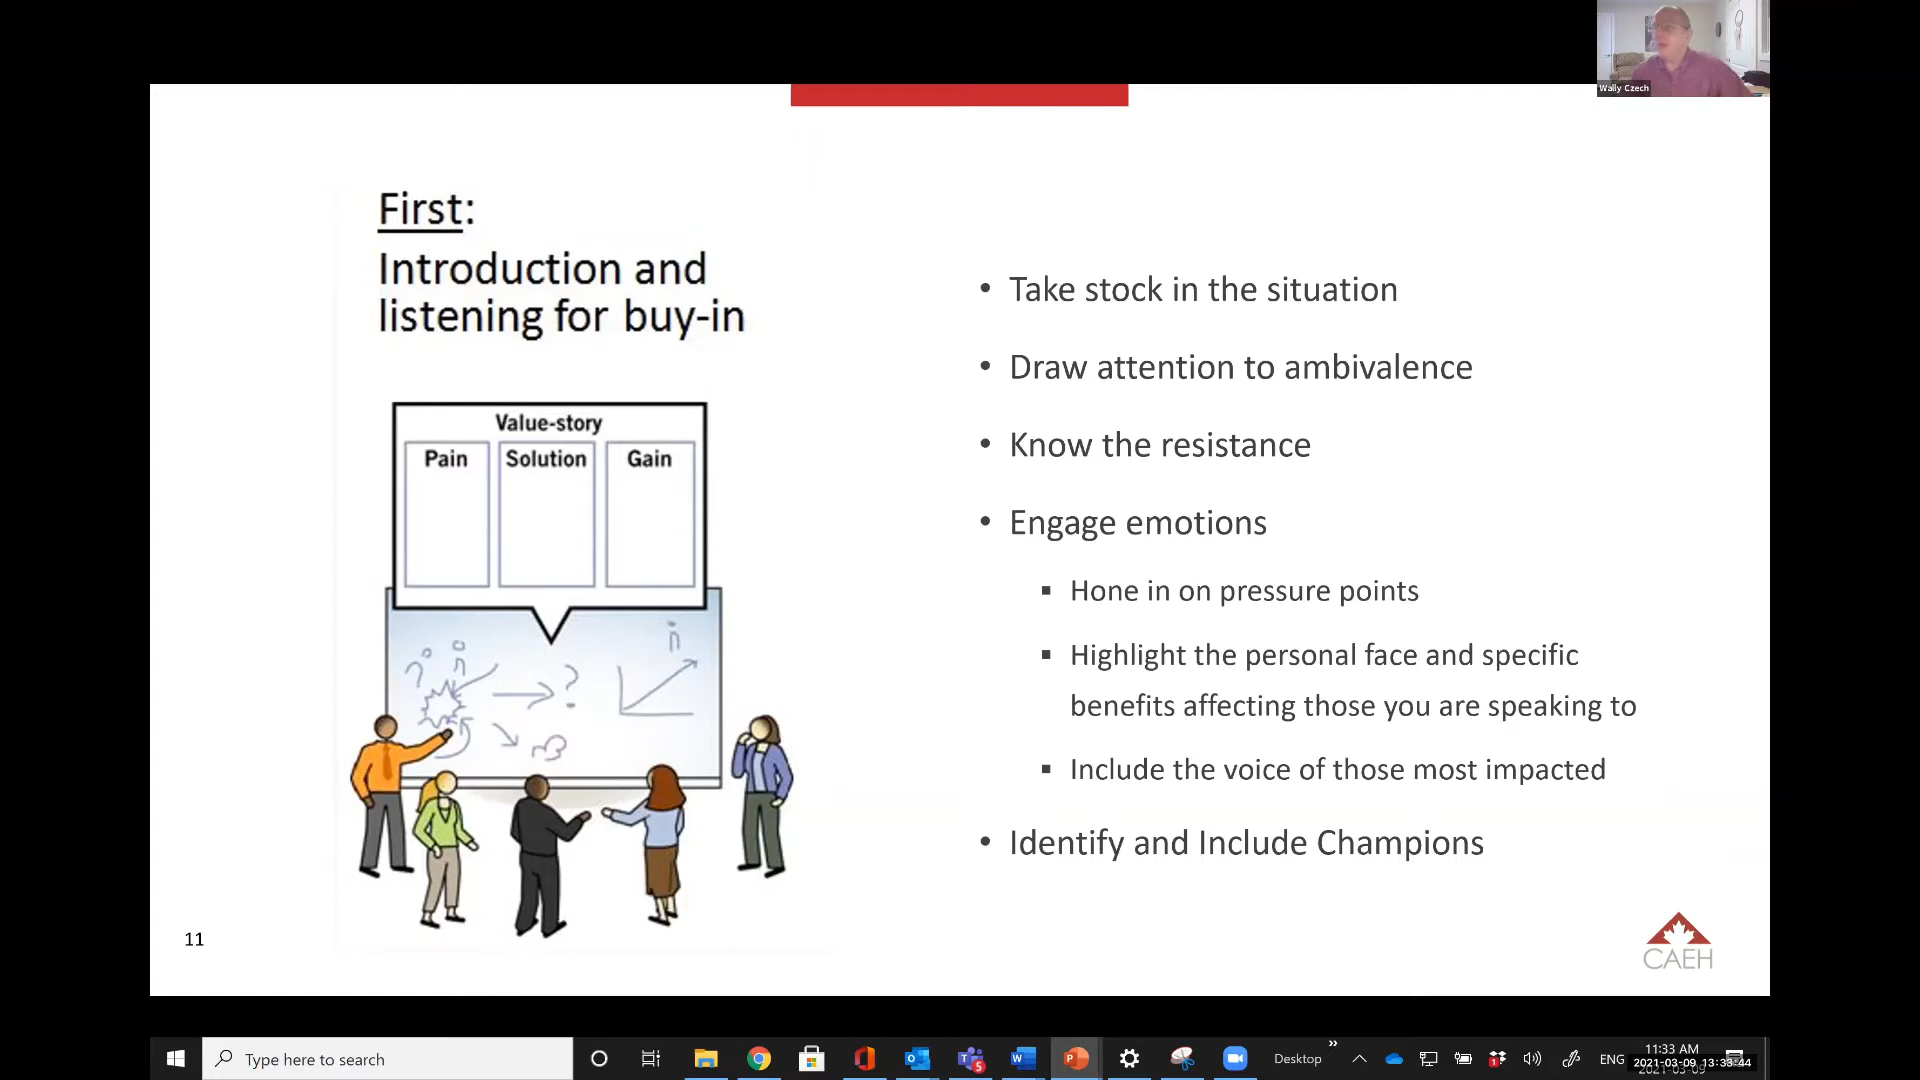 Wally Czech
First:
Introduction and
listening for buy-in
Value-story
Pain
Solution
Gain
?
• Take stock in the situation
• Draw attention to ambivalence
• Know the resistance
• Engage emotions
▪ Hone in on pressure points
▪ Highlight the personal face and specific
benefits affecting those you are speaking to
▪ Include the voice of those most impacted
• Identify and Include Champions
11
CAEH
Type here to search
Desktop
ENG
11:33 AM
2021-03-09 13:33:44
2021-03-09